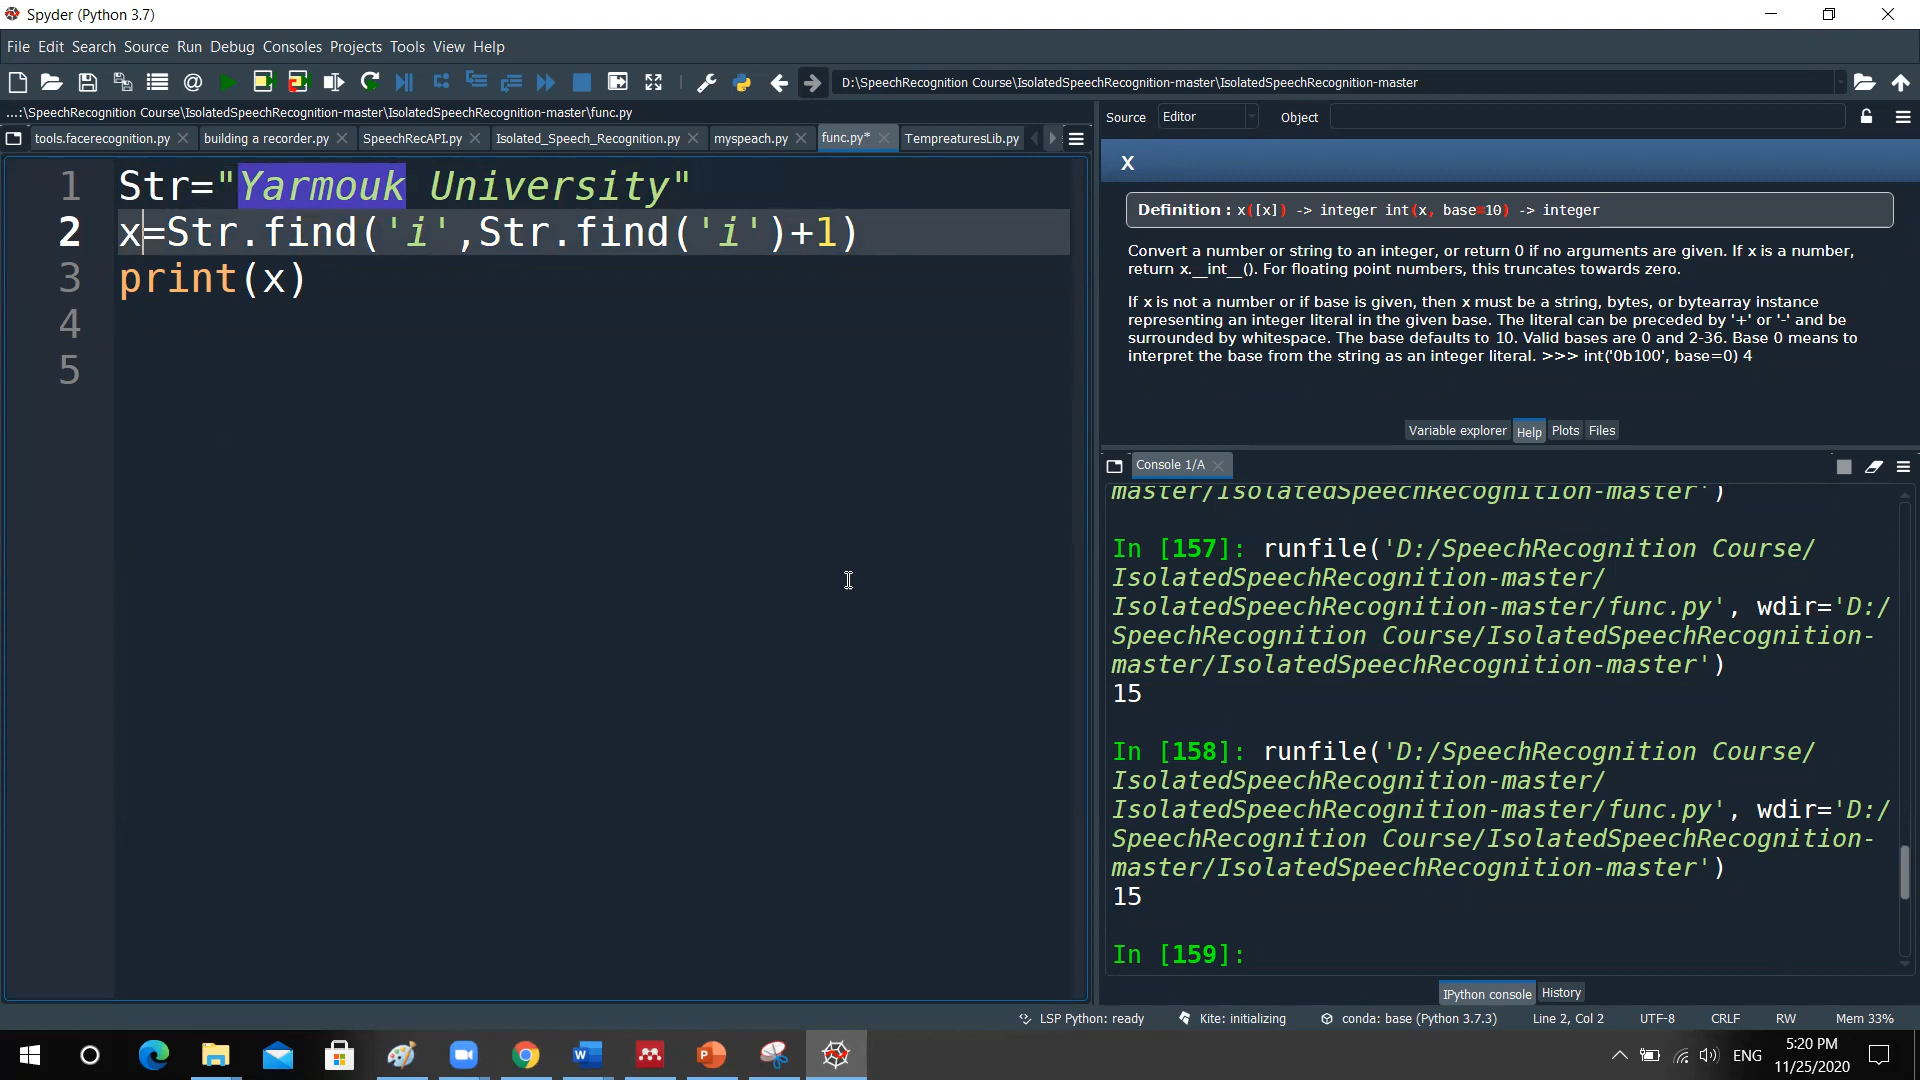 Spyder (Python 3.7)
File Edit Search Source Run Debug Consoles Projects Tools View Help
D:\SpeechRecognition Course\IsolatedSpeechRecognition-master\IsolatedSpeechRecognition-master
...:\SpeechRecognition Course\IsolatedSpeechRecognition-master\IsolatedSpeechRecognition-master\func.py
tools.facerecognition.py building a recorder.py SpeechRecAPI.py Isolated_Speech_Recognition.py myspeach.py func.py* TempreaturesLib.py
1 Str="Yarmouk University"
2 x=Str.find('i',Str.find('i')+1)
3 print(x)
4
5
Source Editor Object
x
Definition : x([x]) -> integer int(x, base=10) -> integer
Convert a number or string to an integer, or return 0 if no arguments are given. If x is a number,
return x.__int__(). For floating point numbers, this truncates towards zero.
If x is not a number or if base is given, then x must be a string, bytes, or bytearray instance
representing an integer literal in the given base. The literal can be preceded by '+' or '-' and be
surrounded by whitespace. The base defaults to 10. Valid bases are 0 and 2-36. Base 0 means to
interpret the base from the string as an integer literal. >>> int('0b100', base=0) 4
Variable explorer Help Plots Files
Console 1/A
master/IsolatedSpeechRecognition-master')
In [157]: runfile('D:/SpeechRecognition Course/
IsolatedSpeechRecognition-master/
IsolatedSpeechRecognition-master/func.py', wdir='D:/
SpeechRecognition Course/IsolatedSpeechRecognition-
master/IsolatedSpeechRecognition-master')
15
In [158]: runfile('D:/SpeechRecognition Course/
IsolatedSpeechRecognition-master/
IsolatedSpeechRecognition-master/func.py', wdir='D:/
SpeechRecognition Course/IsolatedSpeechRecognition-
master/IsolatedSpeechRecognition-master')
15
In [159]:
IPython console History
LSP Python: ready Kite: initializing conda: base (Python 3.7.3) Line 2, Col 2 UTF-8 CRLF RW Mem 33%
ENG
5:20 PM
11/25/2020